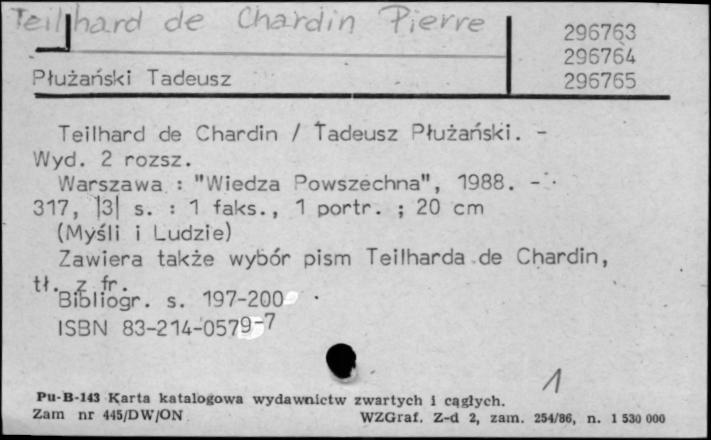 Teilhard de Chardin Pierre
296763
296764
Płużański Tadeusz
296765
Teilhard de Chardin / Tadeusz Płużański. -
Wyd. 2 rozsz.
Warszawa : "Wiedza Powszechna", 1988. -
317, |3| s. : 1 faks., 1 portr. ; 20 cm
(Myśli i Ludzie)
Zawiera także wybór pism Teilharda de Chardin,
tł. z fr.
Bibliogr. s. 197-200
ISBN 83-214-0579-7
1
Pu-B-143 Karta katalogowa wydawnictw zwartych i ciągłych.
Zam nr 445/DW/ON WZGraf. Z-d 2, zam. 254/86, n. 1 530 000